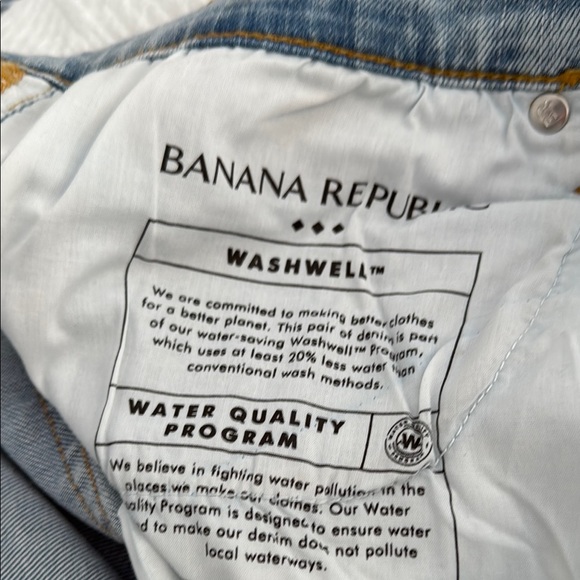 BANANA REPUBLIC
WASHWELL™
We are committed to making better clothes
for a better planet. This pair of denim is part
of our water-saving Washwell™ Program,
which uses at least 20% less water than
conventional wash methods.
WATER QUALITY
PROGRAM
W
We believe in fighting water pollution in the
places we make our clothes. Our Water
Quality Program is designed to ensure water
used to make our denim does not pollute
local waterways.